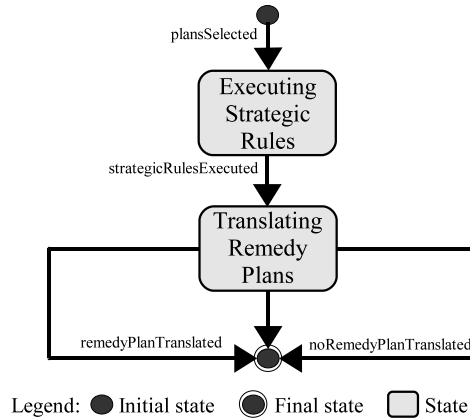 plansSelected
Executing
Strategic
Rules
strategicRulesExecuted
Translating
Remedy
Plans
remedyPlanTranslated
noRemedyPlanTranslated
Legend: Initial state Final state State